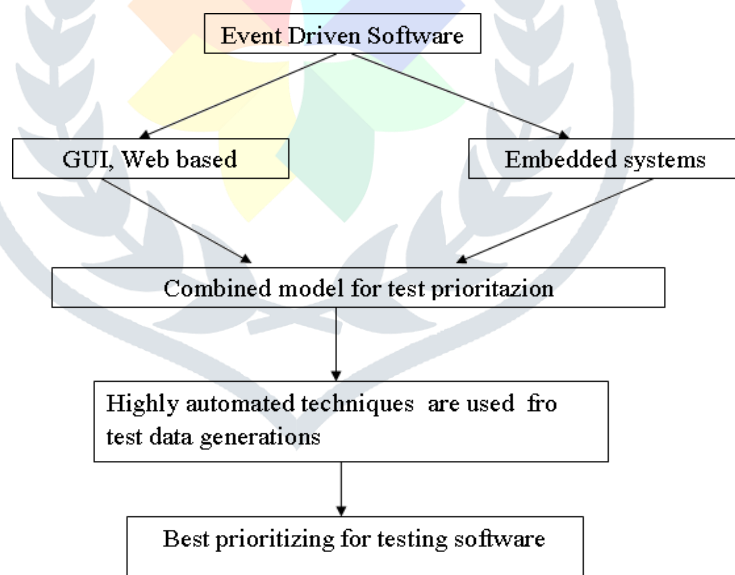 Event Driven Software
GUI, Web based
Embedded systems
Combined model for test prioritazion
Highly automated techniques are used fro
test data generations
Best prioritizing for testing software